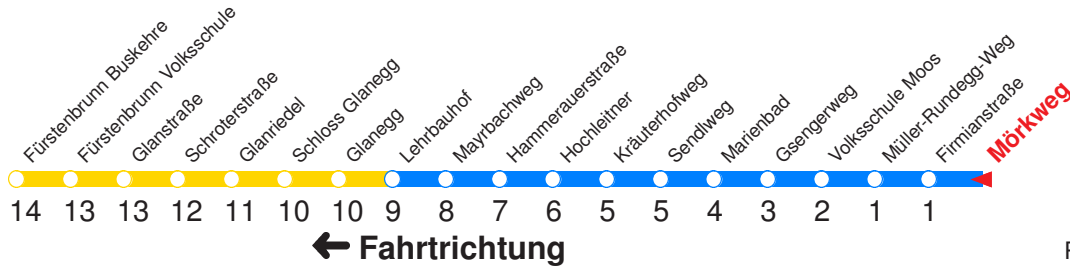 Fürstenbrunn Buskehre
Fürstenbrunn Volksschule
Glanstraße
Schroterstraße
Glanriedel
Schloss Glanegg
Glanegg
Lehrbauhof
Mayrbachweg
Hammerauerstraße
Hochleitner
Kräuterhofweg
Sendlweg
Marienbad
Gsengerweg
Volksschule Moos
Müller-Rundegg-Weg
Firmianstraße
Mörkweg
14 13 13 12 11 10 10 9 8 7 6 5 5 4 3 2 1 1
Fahrtrichtung